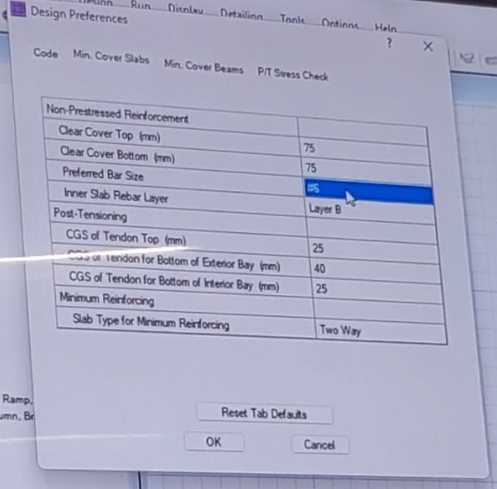 Run Display Detailing Tools Options Help
Design Preferences ?
Code Min. Cover Slabs Min. Cover Beams P/T Stress Check
Non-Prestressed Reinforcement
Clear Cover Top (mm) 75
Clear Cover Bottom (mm) 75
Preferred Bar Size #5
Inner Slab Rebar Layer Layer B
Post-Tensioning
CGS of Tendon Top (mm) 25
CGS of Tendon for Bottom of Exterior Bay (mm) 40
CGS of Tendon for Bottom of Interior Bay (mm) 25
Minimum Reinforcing
Slab Type for Minimum Reinforcing Two Way
Ramp,
Reset Tab Defaults
OK Cancel